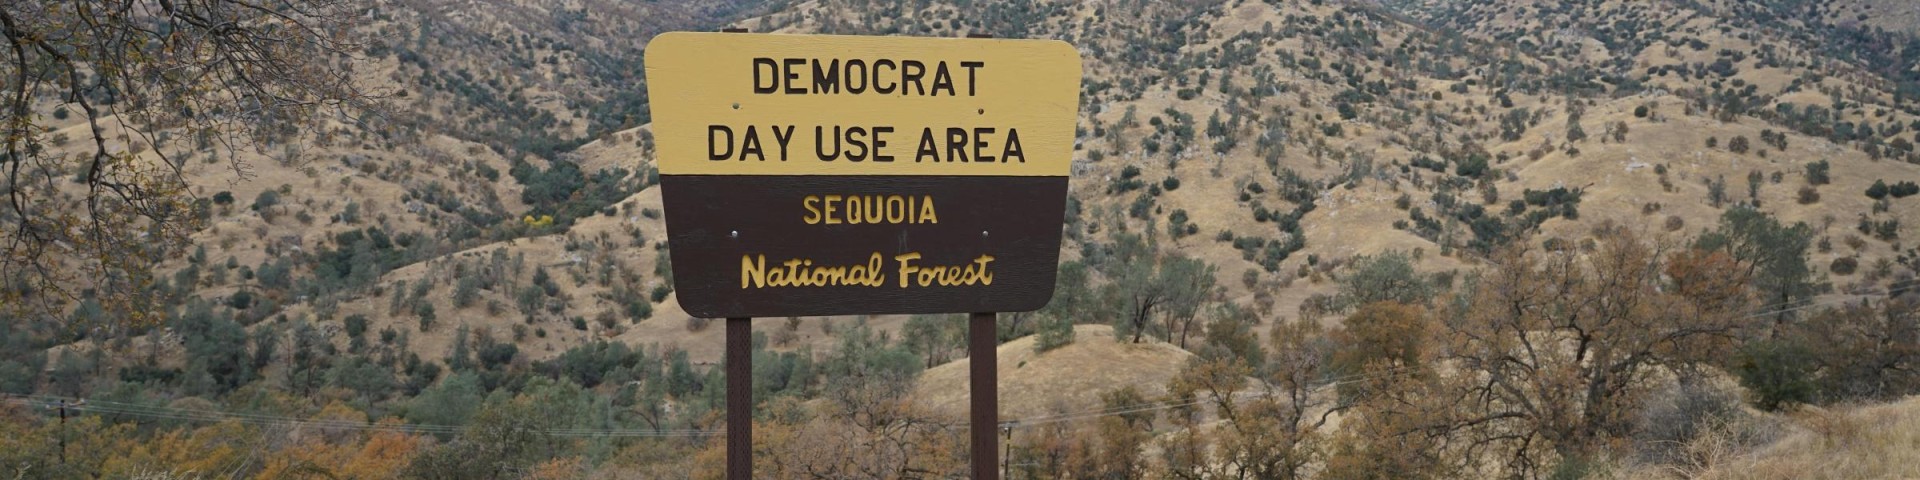 DEMOCRAT
DAY USE AREA
SEQUOIA
National Forest